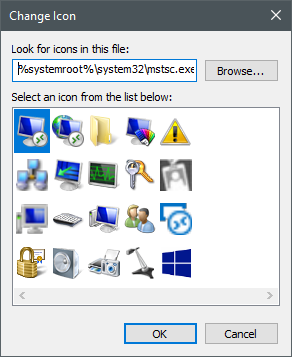 Change Icon
Look for icons in this file:
%systemroot%\system32\mstsc.exe
Browse...
Select an icon from the list below:
OK
Cancel